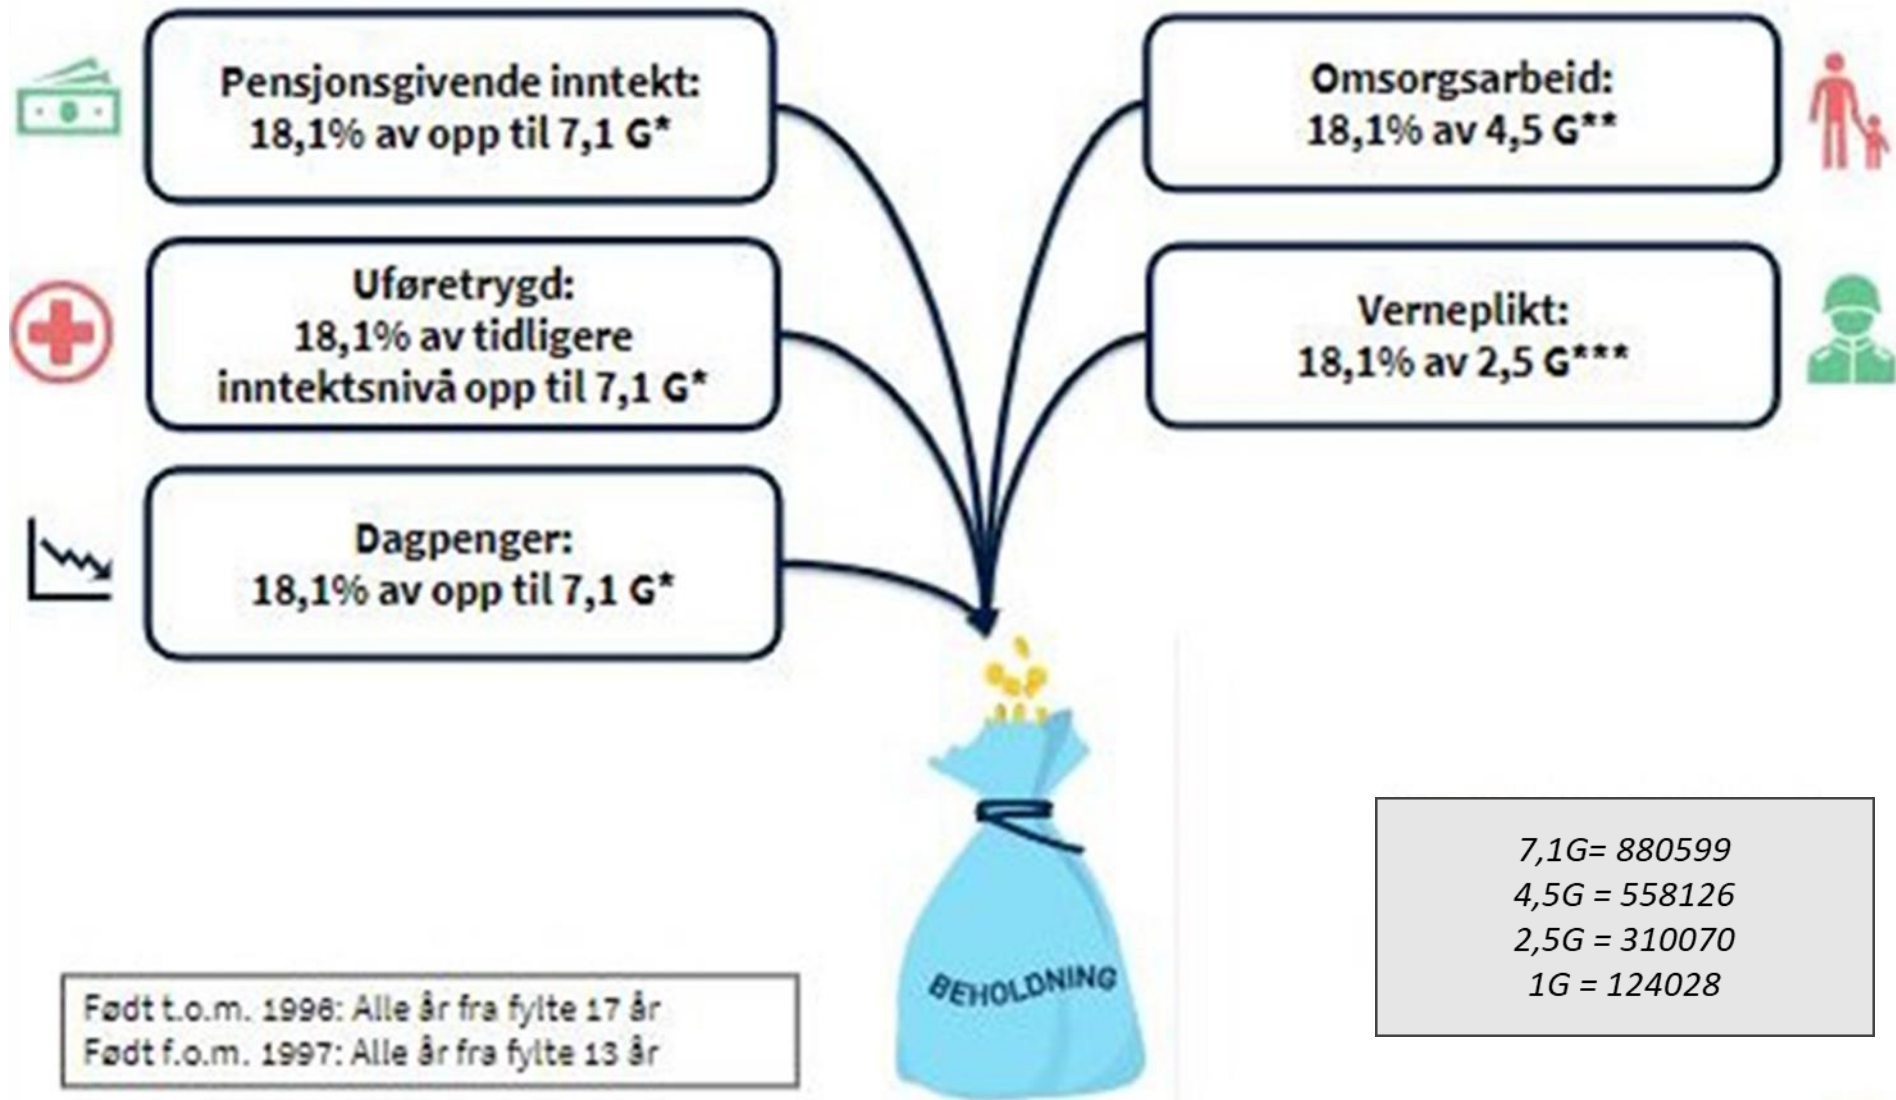 Pensjonsgivende inntekt:
18,1% av opp til 7,1 G*
Uføretrygd:
18,1% av tidligere
inntektsnivå opp til 7,1 G*
Dagpenger:
18,1% av opp til 7,1 G*
Omsorgsarbeid:
18,1% av 4,5 G**
Verneplikt:
18,1% av 2,5 G***
BEHOLDNING
Født t.o.m. 1996: Alle år fra fylte 17 år
Født f.o.m. 1997: Alle år fra fylte 13 år
7,1G= 880599
4,5G = 558126
2,5G = 310070
1G = 124028